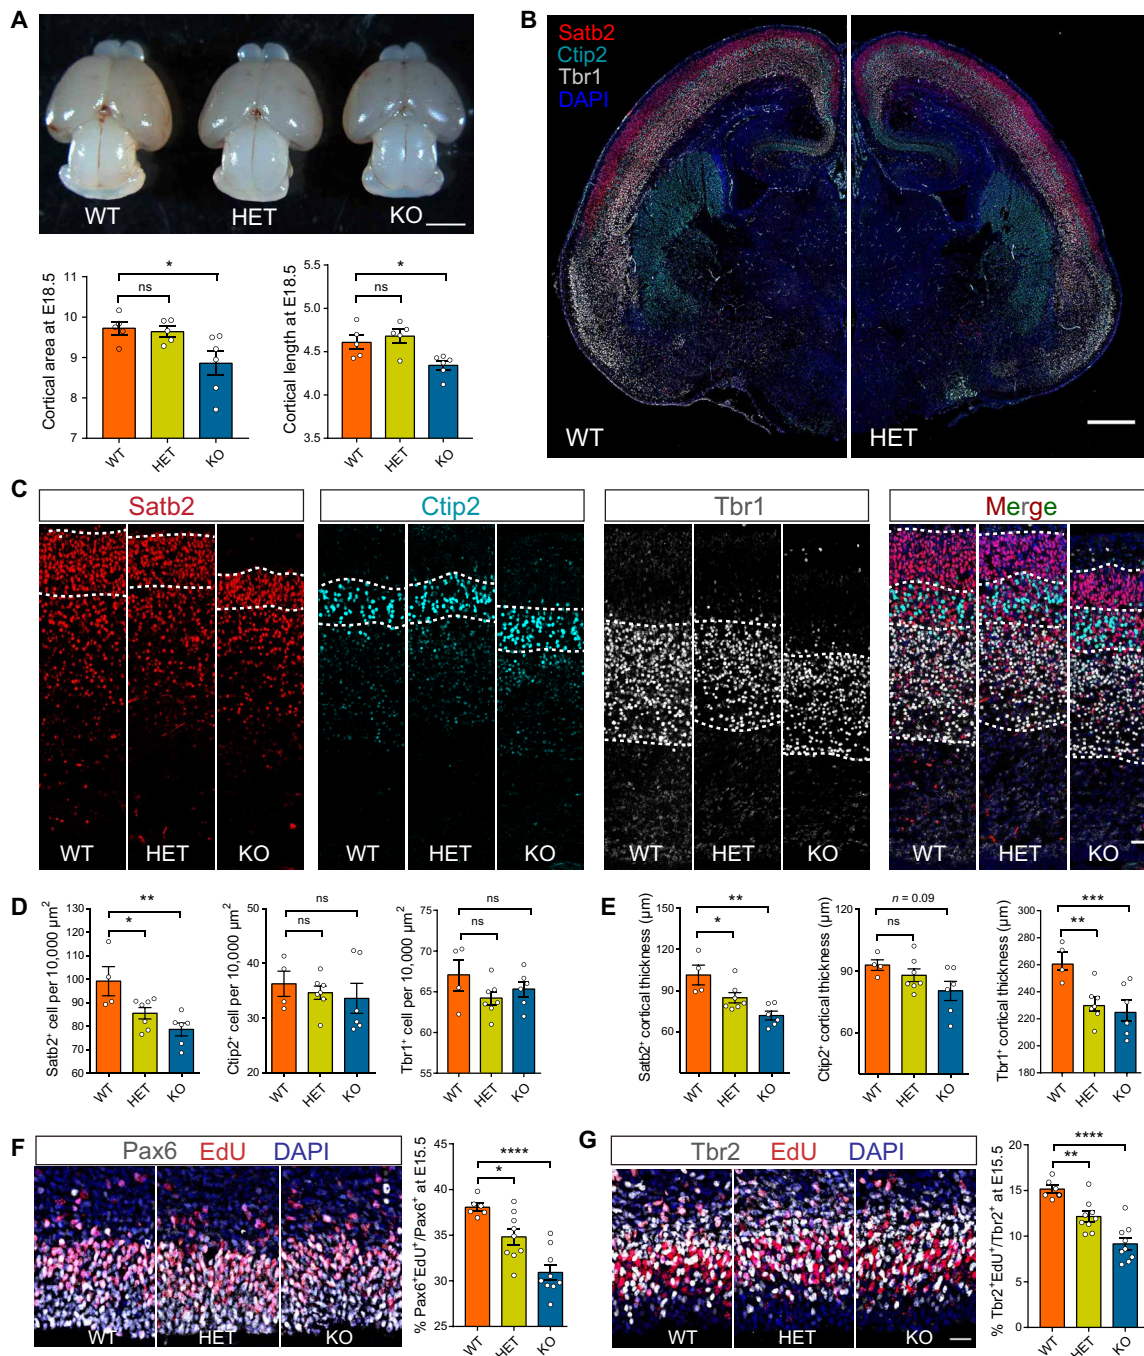 A
WT
HET
KO
B
Satb2
Ctip2
Tbr1
DAPI
WT
HET
Cortical area at E18.5
11
10
9
8
7
*
ns
WT
HET
KO
Cortical length at E18.5
5.5
5.0
4.5
4.0
3.5
*
ns
WT
HET
KO
C
Satb2
Ctip2
Tbr1
Merge
WT
HET
KO
WT
HET
KO
WT
HET
KO
WT
HET
KO
D
Satb2⁺ cell per 10,000 µm²
130
120
110
100
90
80
70
60
**
*
WT
HET
KO
Ctip2⁺ cell per 10,000 µm²
60
50
40
30
20
ns
ns
WT
HET
KO
Tbr1⁺ cell per 10,000 µm²
75
70
65
60
55
ns
ns
WT
HET
KO
E
Satb2⁺ cortical thickness (µm)
140
100
60
**
*
WT
HET
KO
Ctip2⁺ cortical thickness (µm)
120
90
60
n = 0.09
ns
WT
HET
KO
Tbr1⁺ cortical thickness (µm)
300
280
260
240
220
200
180
***
**
WT
HET
KO
F
Pax6 EdU DAPI
WT
HET
KO
% Pax6⁺EdU⁺/Pax6⁺ at E15.5
45
40
35
30
25
****
*
WT
HET
KO
G
Tbr2 EdU DAPI
WT
HET
KO
% Tbr2⁺EdU⁺/Tbr2⁺ at E15.5
20
15
10
5
0
****
**
WT
HET
KO